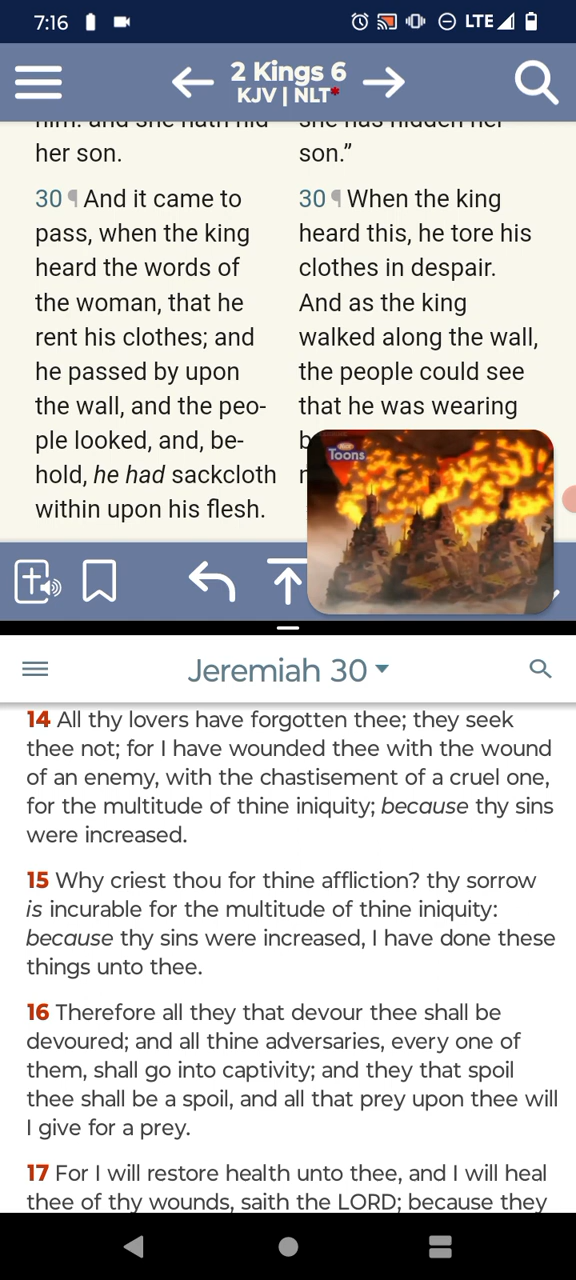 7:16
LTE
2 Kings 6
KJV | NLT*
her son.
30 ¶ And it came to
pass, when the king
heard the words of
the woman, that he
rent his clothes; and
he passed by upon
the wall, and the peo-
ple looked, and, be-
hold, he had sackcloth
within upon his flesh.
son.”
30 ¶ When the king
heard this, he tore his
clothes in despair.
And as the king
walked along the wall,
the people could see
that he was wearing
Toons
Jeremiah 30
14 All thy lovers have forgotten thee; they seek
thee not; for I have wounded thee with the wound
of an enemy, with the chastisement of a cruel one,
for the multitude of thine iniquity; because thy sins
were increased.
15 Why criest thou for thine affliction? thy sorrow
is incurable for the multitude of thine iniquity:
because thy sins were increased, I have done these
things unto thee.
16 Therefore all they that devour thee shall be
devoured; and all thine adversaries, every one of
them, shall go into captivity; and they that spoil
thee shall be a spoil, and all that prey upon thee will
I give for a prey.
17 For I will restore health unto thee, and I will heal
thee of thy wounds, saith the LORD; because they